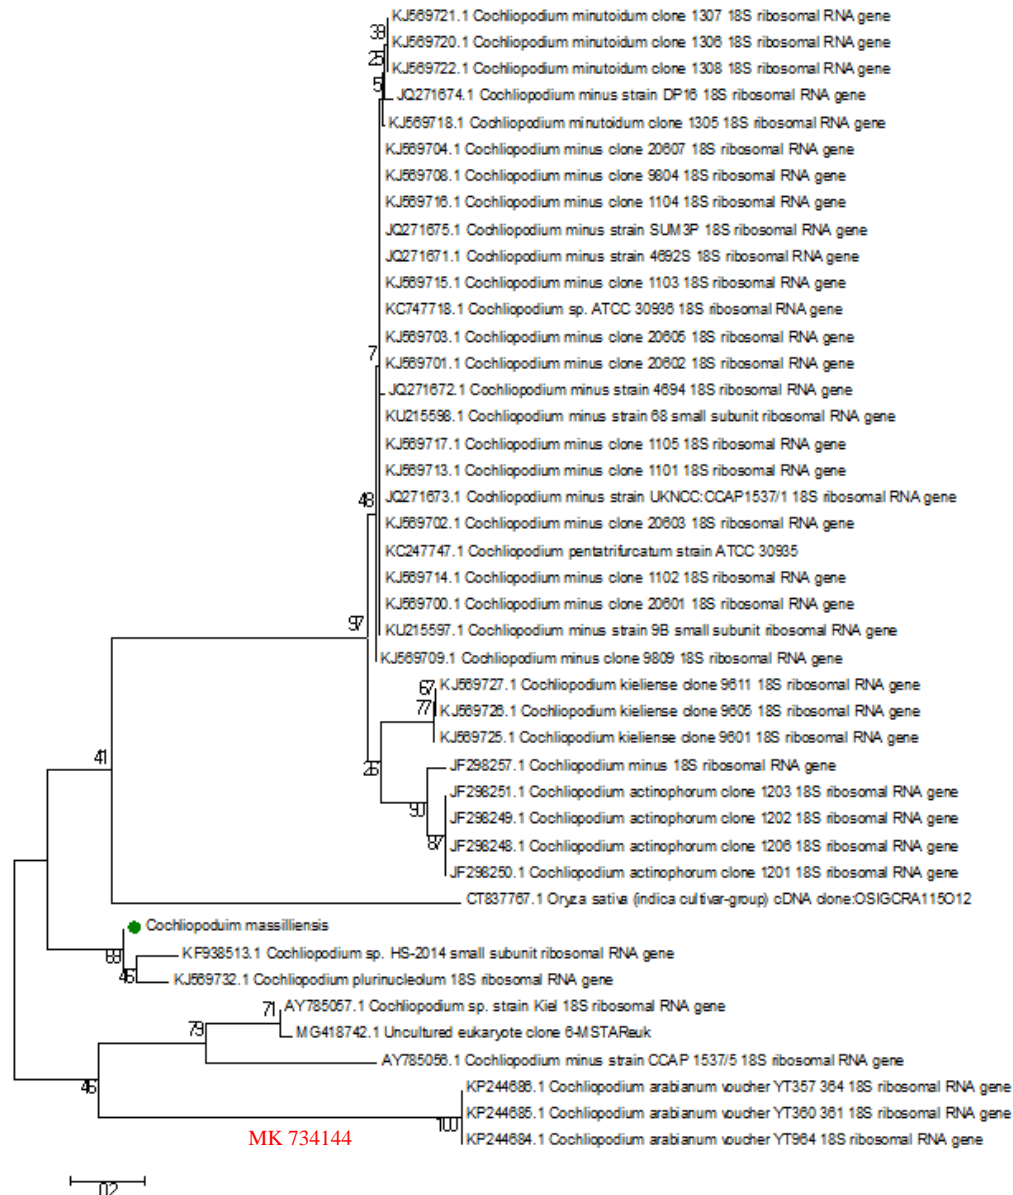 KJ569721.1 Cochliopodium minutoidum clone 1307 18S ribosomal RNA gene
39
KJ569720.1 Cochliopodium minutoidum clone 1306 18S ribosomal RNA gene
25
KJ569722.1 Cochliopodium minutoidum clone 1308 18S ribosomal RNA gene
5
JQ271674.1 Cochliopodium minus strain DP16 18S ribosomal RNA gene
KJ569718.1 Cochliopodium minutoidum clone 1305 18S ribosomal RNA gene
KJ569704.1 Cochliopodium minus clone 20607 18S ribosomal RNA gene
KJ569708.1 Cochliopodium minus clone 9804 18S ribosomal RNA gene
KJ569716.1 Cochliopodium minus clone 1104 18S ribosomal RNA gene
JQ271675.1 Cochliopodium minus strain SUM3P 18S ribosomal RNA gene
JQ271671.1 Cochliopodium minus strain 4692S 18S ribosomal RNA gene
KJ569715.1 Cochliopodium minus clone 1103 18S ribosomal RNA gene
KC747718.1 Cochliopodium sp. ATCC 30936 18S ribosomal RNA gene
KJ569703.1 Cochliopodium minus clone 20605 18S ribosomal RNA gene
7
KJ569701.1 Cochliopodium minus clone 20602 18S ribosomal RNA gene
JQ271672.1 Cochliopodium minus strain 4694 18S ribosomal RNA gene
KU215598.1 Cochliopodium minus strain 68 small subunit ribosomal RNA gene
KJ569717.1 Cochliopodium minus clone 1105 18S ribosomal RNA gene
KJ569713.1 Cochliopodium minus clone 1101 18S ribosomal RNA gene
48
JQ271673.1 Cochliopodium minus strain UKNCC:CCAP1537/1 18S ribosomal RNA gene
KJ569702.1 Cochliopodium minus clone 20603 18S ribosomal RNA gene
KC247747.1 Cochliopodium pentatrifurcatum strain ATCC 30935
KJ569714.1 Cochliopodium minus clone 1102 18S ribosomal RNA gene
KJ569700.1 Cochliopodium minus clone 20601 18S ribosomal RNA gene
97
KU215597.1 Cochliopodium minus strain 9B small subunit ribosomal RNA gene
KJ569709.1 Cochliopodium minus clone 9809 18S ribosomal RNA gene
67
KJ569727.1 Cochliopodium kieliense clone 9611 18S ribosomal RNA gene
77
KJ569726.1 Cochliopodium kieliense clone 9605 18S ribosomal RNA gene
KJ569725.1 Cochliopodium kieliense clone 9601 18S ribosomal RNA gene
41
26
JF298257.1 Cochliopodium minus 18S ribosomal RNA gene
JF298251.1 Cochliopodium actinophorum clone 1203 18S ribosomal RNA gene
90
JF298249.1 Cochliopodium actinophorum clone 1202 18S ribosomal RNA gene
87
JF298248.1 Cochliopodium actinophorum clone 1206 18S ribosomal RNA gene
JF298250.1 Cochliopodium actinophorum clone 1201 18S ribosomal RNA gene
CT837767.1 Oryza sativa (indica cultivar-group) cDNA clone:OSIGCRA115O12
Cochliopoduim massilliensis
KF938513.1 Cochliopodium sp. HS-2014 small subunit ribosomal RNA gene
45
KJ569732.1 Cochliopodium plurinucleolum 18S ribosomal RNA gene
71
AY785057.1 Cochliopodium sp. strain Kiel 18S ribosomal RNA gene
79
MG418742.1 Uncultured eukaryote clone 6-MSTAReuk
AY785056.1 Cochliopodium minus strain CCAP 1537/5 18S ribosomal RNA gene
46
KP244686.1 Cochliopodium arabianum voucher YT357 364 18S ribosomal RNA gene
KP244685.1 Cochliopodium arabianum voucher YT360 361 18S ribosomal RNA gene
100
MK 734144
KP244684.1 Cochliopodium arabianum voucher YT964 18S ribosomal RNA gene